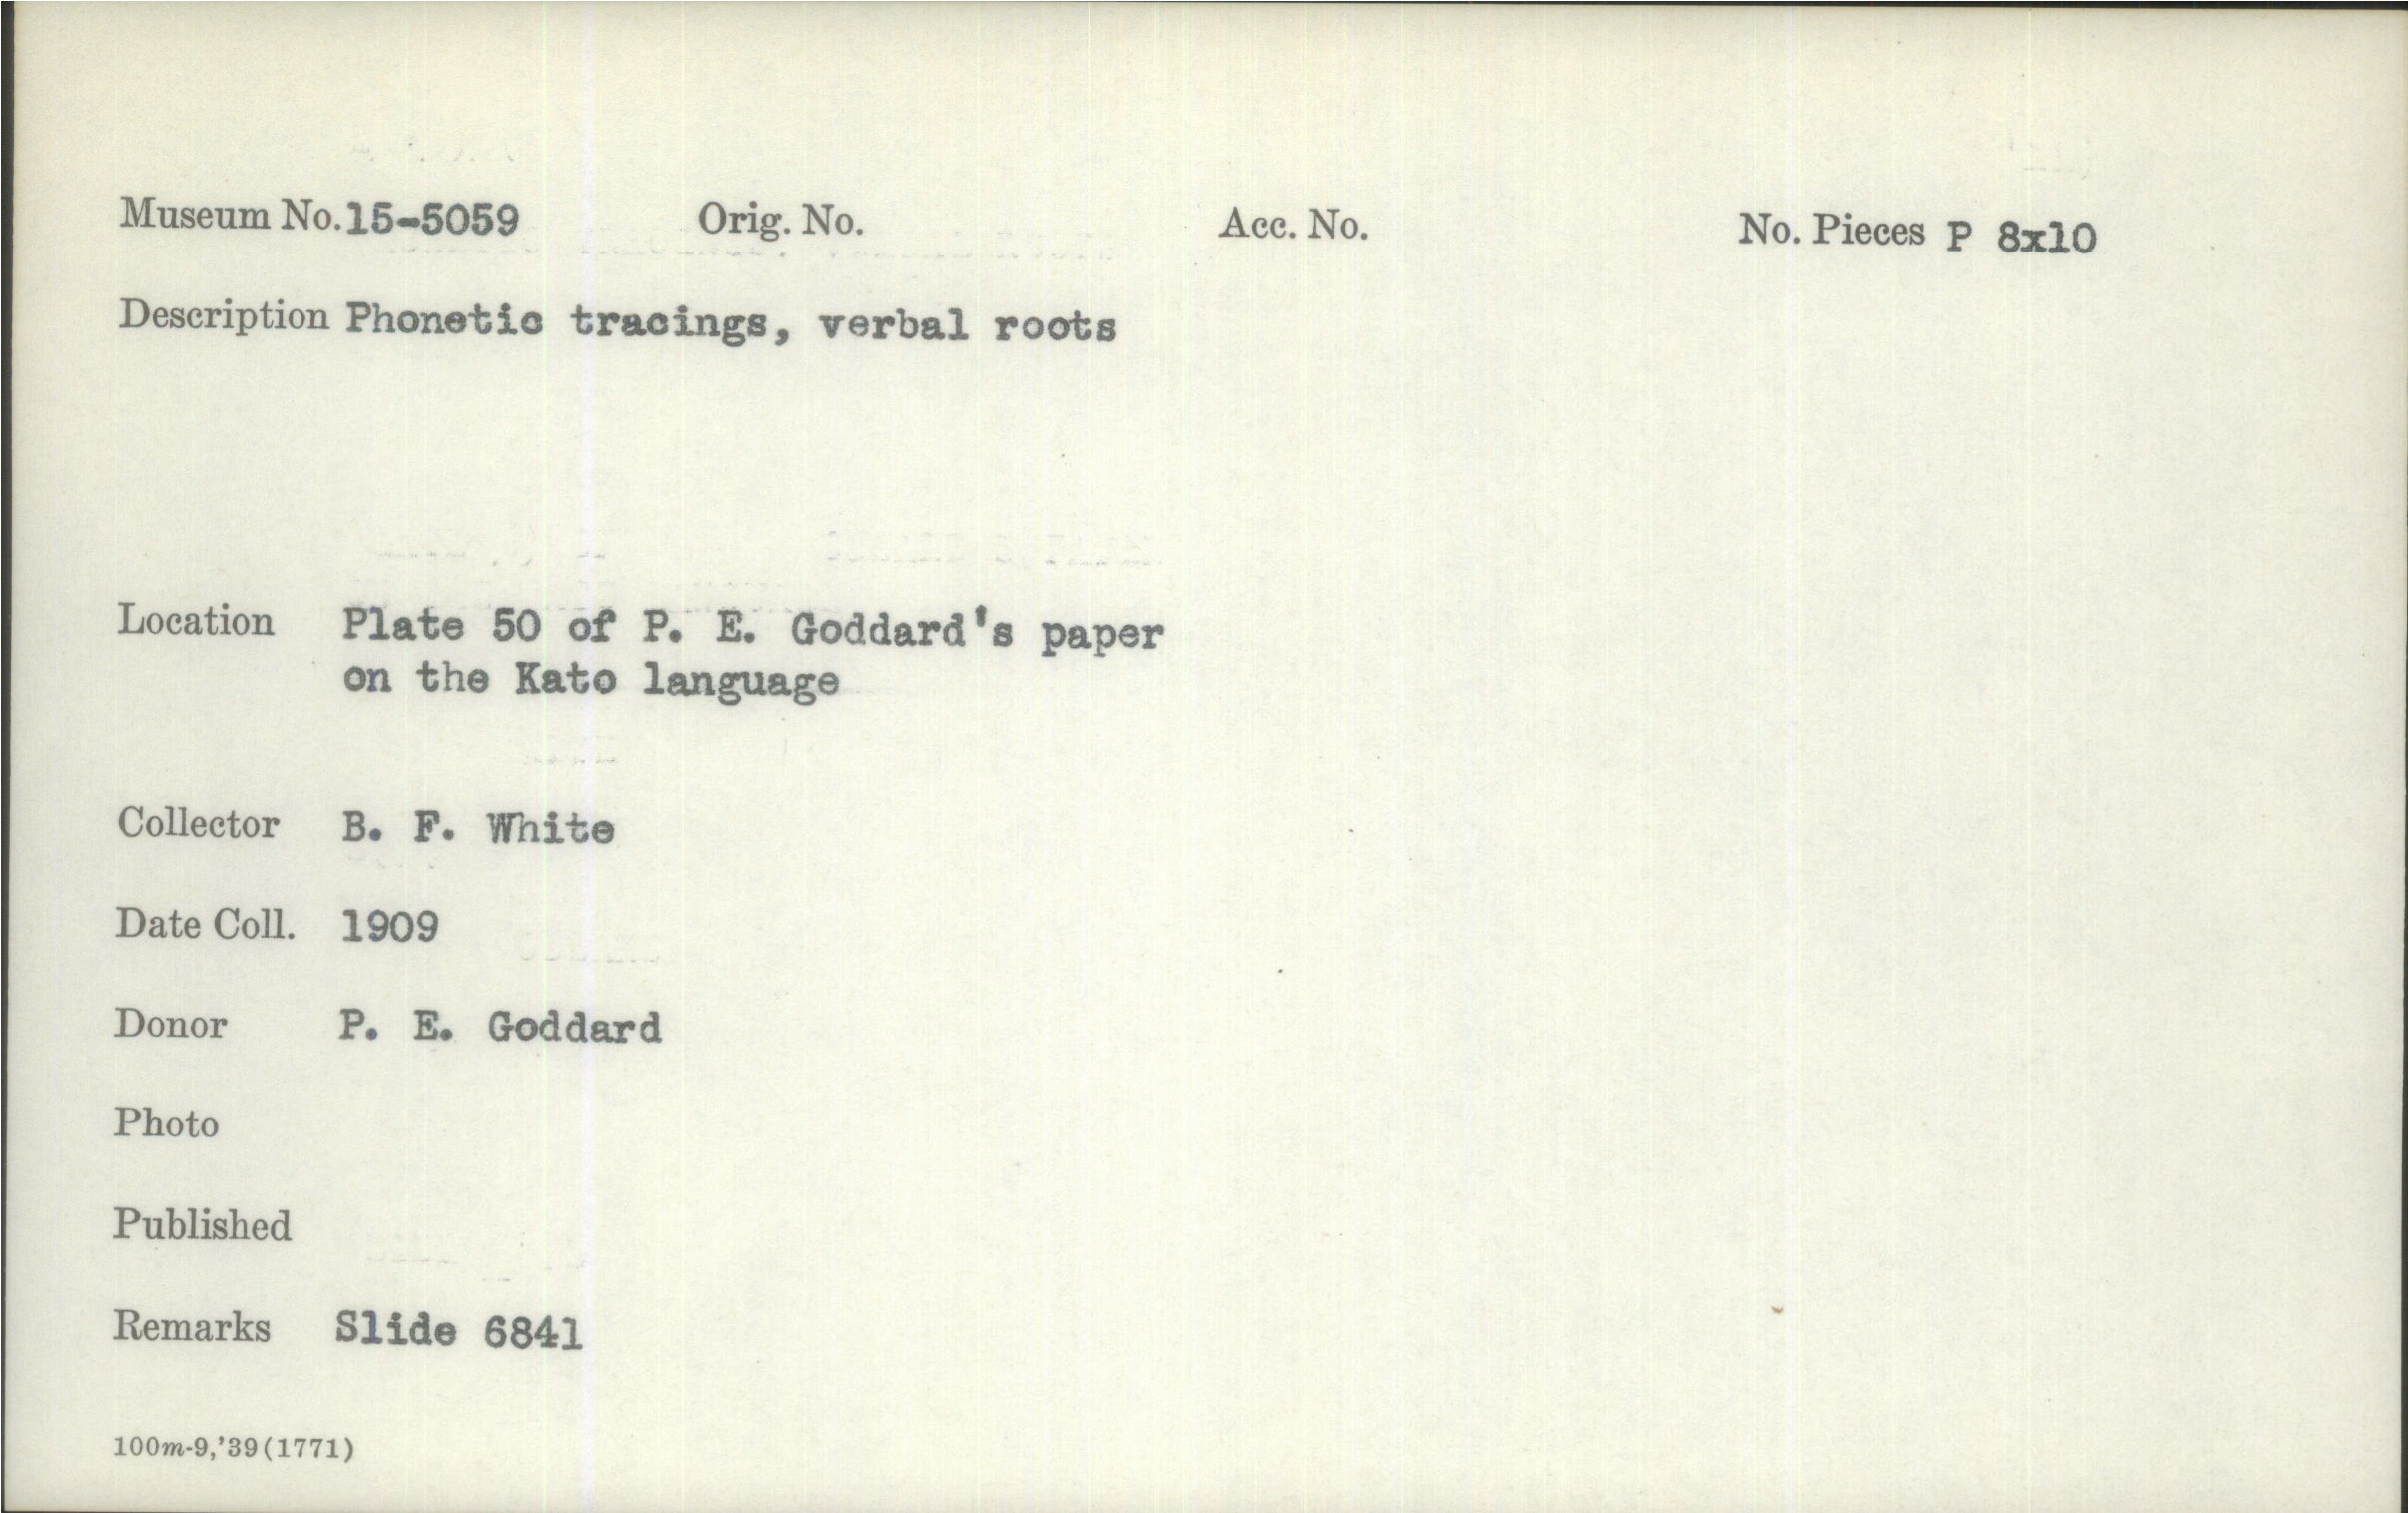 Museum No. 15-5059 Orig. No. Acc. No. No. Pieces P 8x10
Description Phonetic tracings, verbal roots
Location Plate 50 of P. E. Goddard's paper
on the Kato language
Collector B. F. White
Date Coll. 1909
Donor P. E. Goddard
Photo
Published
Remarks Slide 6841
100m-9,'39(1771)